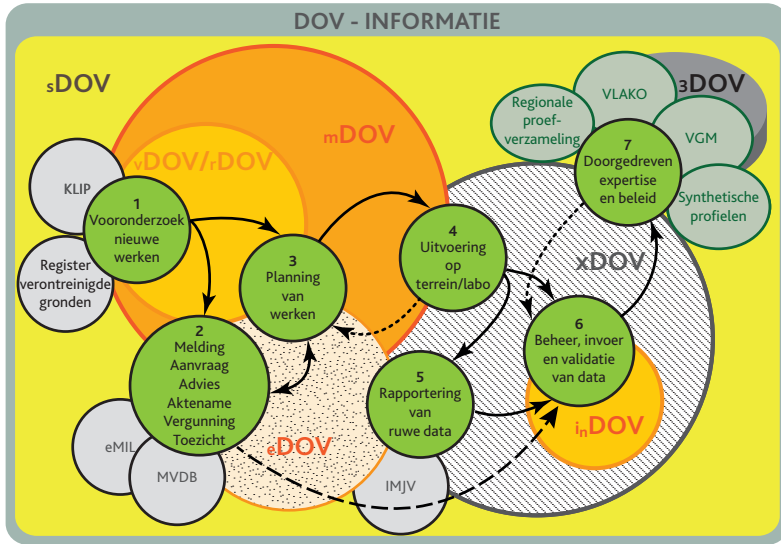 DOV - INFORMATIE
sDOV
mDOV
vDOV/rDOV
KLIP
1
Vooronderzoek
nieuwe
werken
Register
verontreinigde
gronden
3
Planning
van
werken
2
Melding
Aanvraag
Advies
Aktename
Vergunning
Toezicht
eMIL
MVDB
eDOV
4
Uitvoering
op
terrein/labo
5
Rapportering
van
ruwe data
IMJV
Regionale
proef-
verzameling
VLAKO
3DOV
VGM
7
Doorgedreven
expertise
en beleid
Synthetische
profielen
xDOV
6
Beheer, invoer
en validatie
van data
inDOV